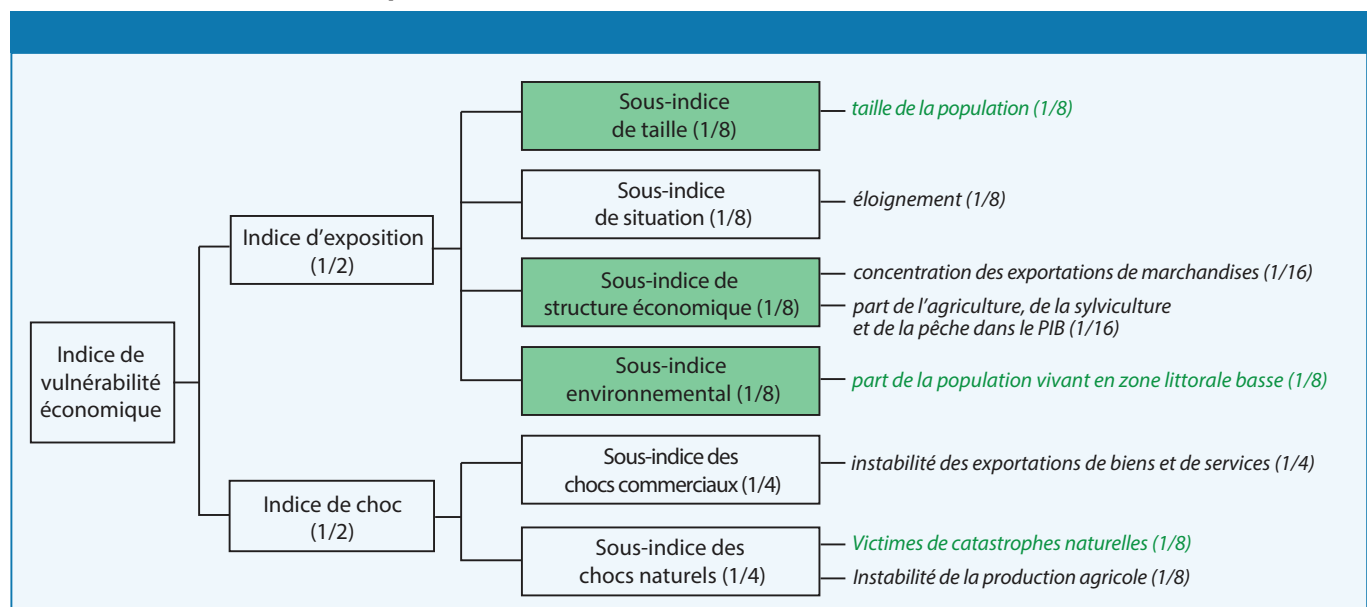 Sous-indice
de taille (1/8)
taille de la population (1/8)
Sous-indice
de situation (1/8)
éloignement (1/8)
Indice d’exposition
(1/2)
Sous-indice de
structure économique (1/8)
concentration des exportations de marchandises (1/16)
part de l’agriculture, de la sylviculture
et de la pêche dans le PIB (1/16)
Indice de
vulnérabilité
économique
Sous-indice
environnemental (1/8)
part de la population vivant en zone littorale basse (1/8)
Sous-indice des
chocs commerciaux (1/4)
instabilité des exportations de biens et de services (1/4)
Indice de choc
(1/2)
Sous-indice des
chocs naturels (1/4)
Victimes de catastrophes naturelles (1/8)
Instabilité de la production agricole (1/8)